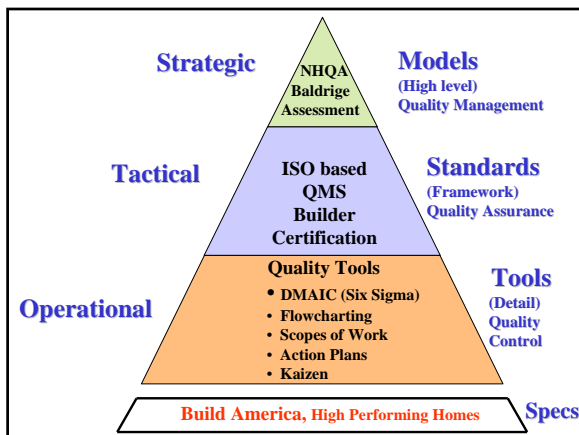 Strategic
NHQA
Baldrige
Assessment
Models
(High level)
Quality Management
Tactical
ISO based
QMS
Builder
Certification
Standards
(Framework)
Quality Assurance
Operational
Quality Tools
• DMAIC (Six Sigma)
• Flowcharting
• Scopes of Work
• Action Plans
• Kaizen
Tools
(Detail)
Quality
Control
Build America, High Performing Homes
Specs